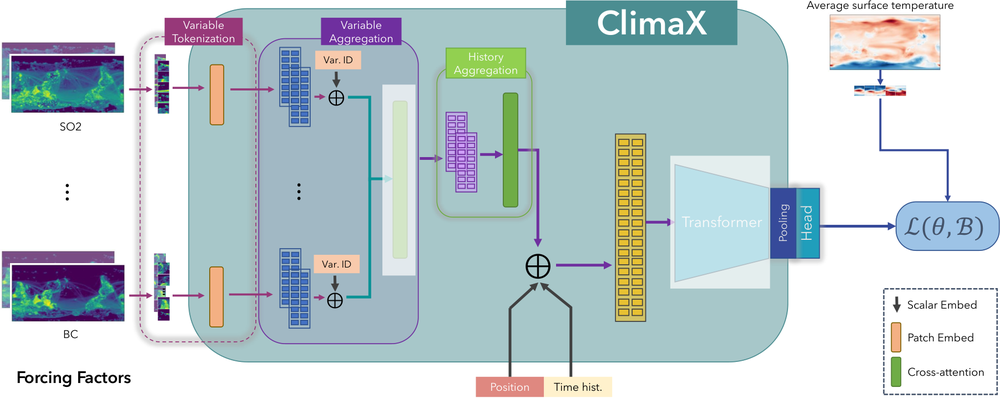 ClimaX
Average surface temperature
Variable
Tokenization
Variable
Aggregation
History
Aggregation
Var. ID
SO2
Transformer
Pooling
Head
ℒ(θ, ℬ)
Var. ID
BC
Forcing Factors
Position
Time hist.
Scalar Embed
Patch Embed
Cross-attention